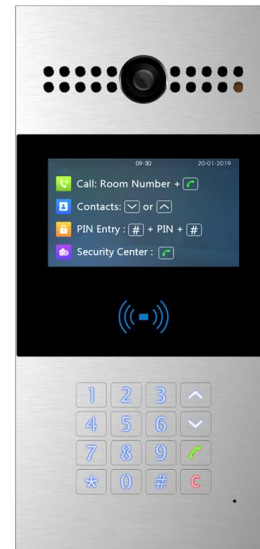 09:30 20-01-2019
Call: Room Number +
Contacts: or
PIN Entry : # + PIN + #
Security Center :
1 2 3
4 5 6
7 8 9
* 0 # C